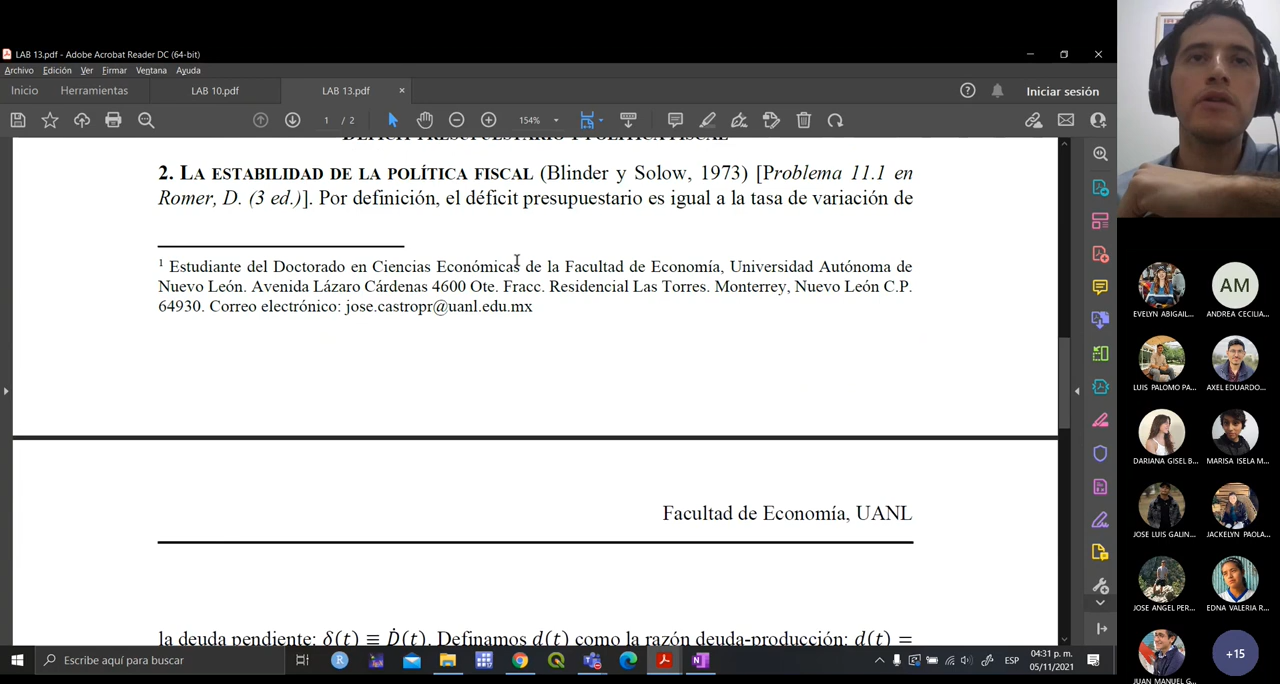 LAB 13.pdf - Adobe Acrobat Reader DC (64-bit)
Archivo Edición Ver Firmar Ventana Ayuda
Inicio Herramientas LAB 10.pdf LAB 13.pdf Iniciar sesión
1 / 2 154%
DÉFICIT PRESUPUESTARIO Y POLÍTICA FISCAL
2. LA ESTABILIDAD DE LA POLÍTICA FISCAL (Blinder y Solow, 1973) [Problema 11.1 en
Romer, D. (3 ed.)]. Por definición, el déficit presupuestario es igual a la tasa de variación de
1 Estudiante del Doctorado en Ciencias Económicas de la Facultad de Economía, Universidad Autónoma de
Nuevo León. Avenida Lázaro Cárdenas 4600 Ote. Fracc. Residencial Las Torres. Monterrey, Nuevo León C.P.
64930. Correo electrónico: jose.castropr@uanl.edu.mx
Facultad de Economía, UANL
la deuda pendiente: δ(t) ≡ Ḋ(t). Definamos d(t) como la razón deuda-producción: d(t) =
AM
EVELYN ABIGAIL... ANDREA CECILIA...
LUIS PALOMO PA... AXEL EDUARDO...
DARIANA GISEL B... MARISA ISELA M...
JOSE LUIS GALIN... JACKELYN PAOLA...
JOSE ANGEL PER... EDNA VALERIA R...
+15
JUAN MANUEL G...
Escribe aquí para buscar
ESP
04:31 p. m.
05/11/2021